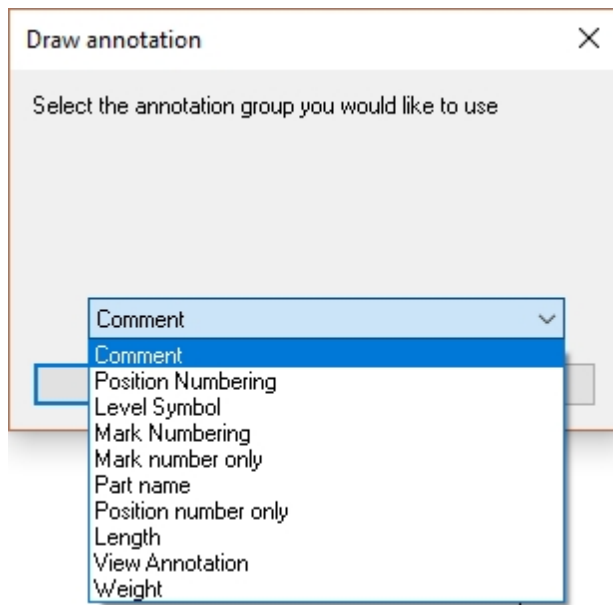 Draw annotation
Select the annotation group you would like to use
Comment
Comment
Position Numbering
Level Symbol
Mark Numbering
Mark number only
Part name
Position number only
Length
View Annotation
Weight